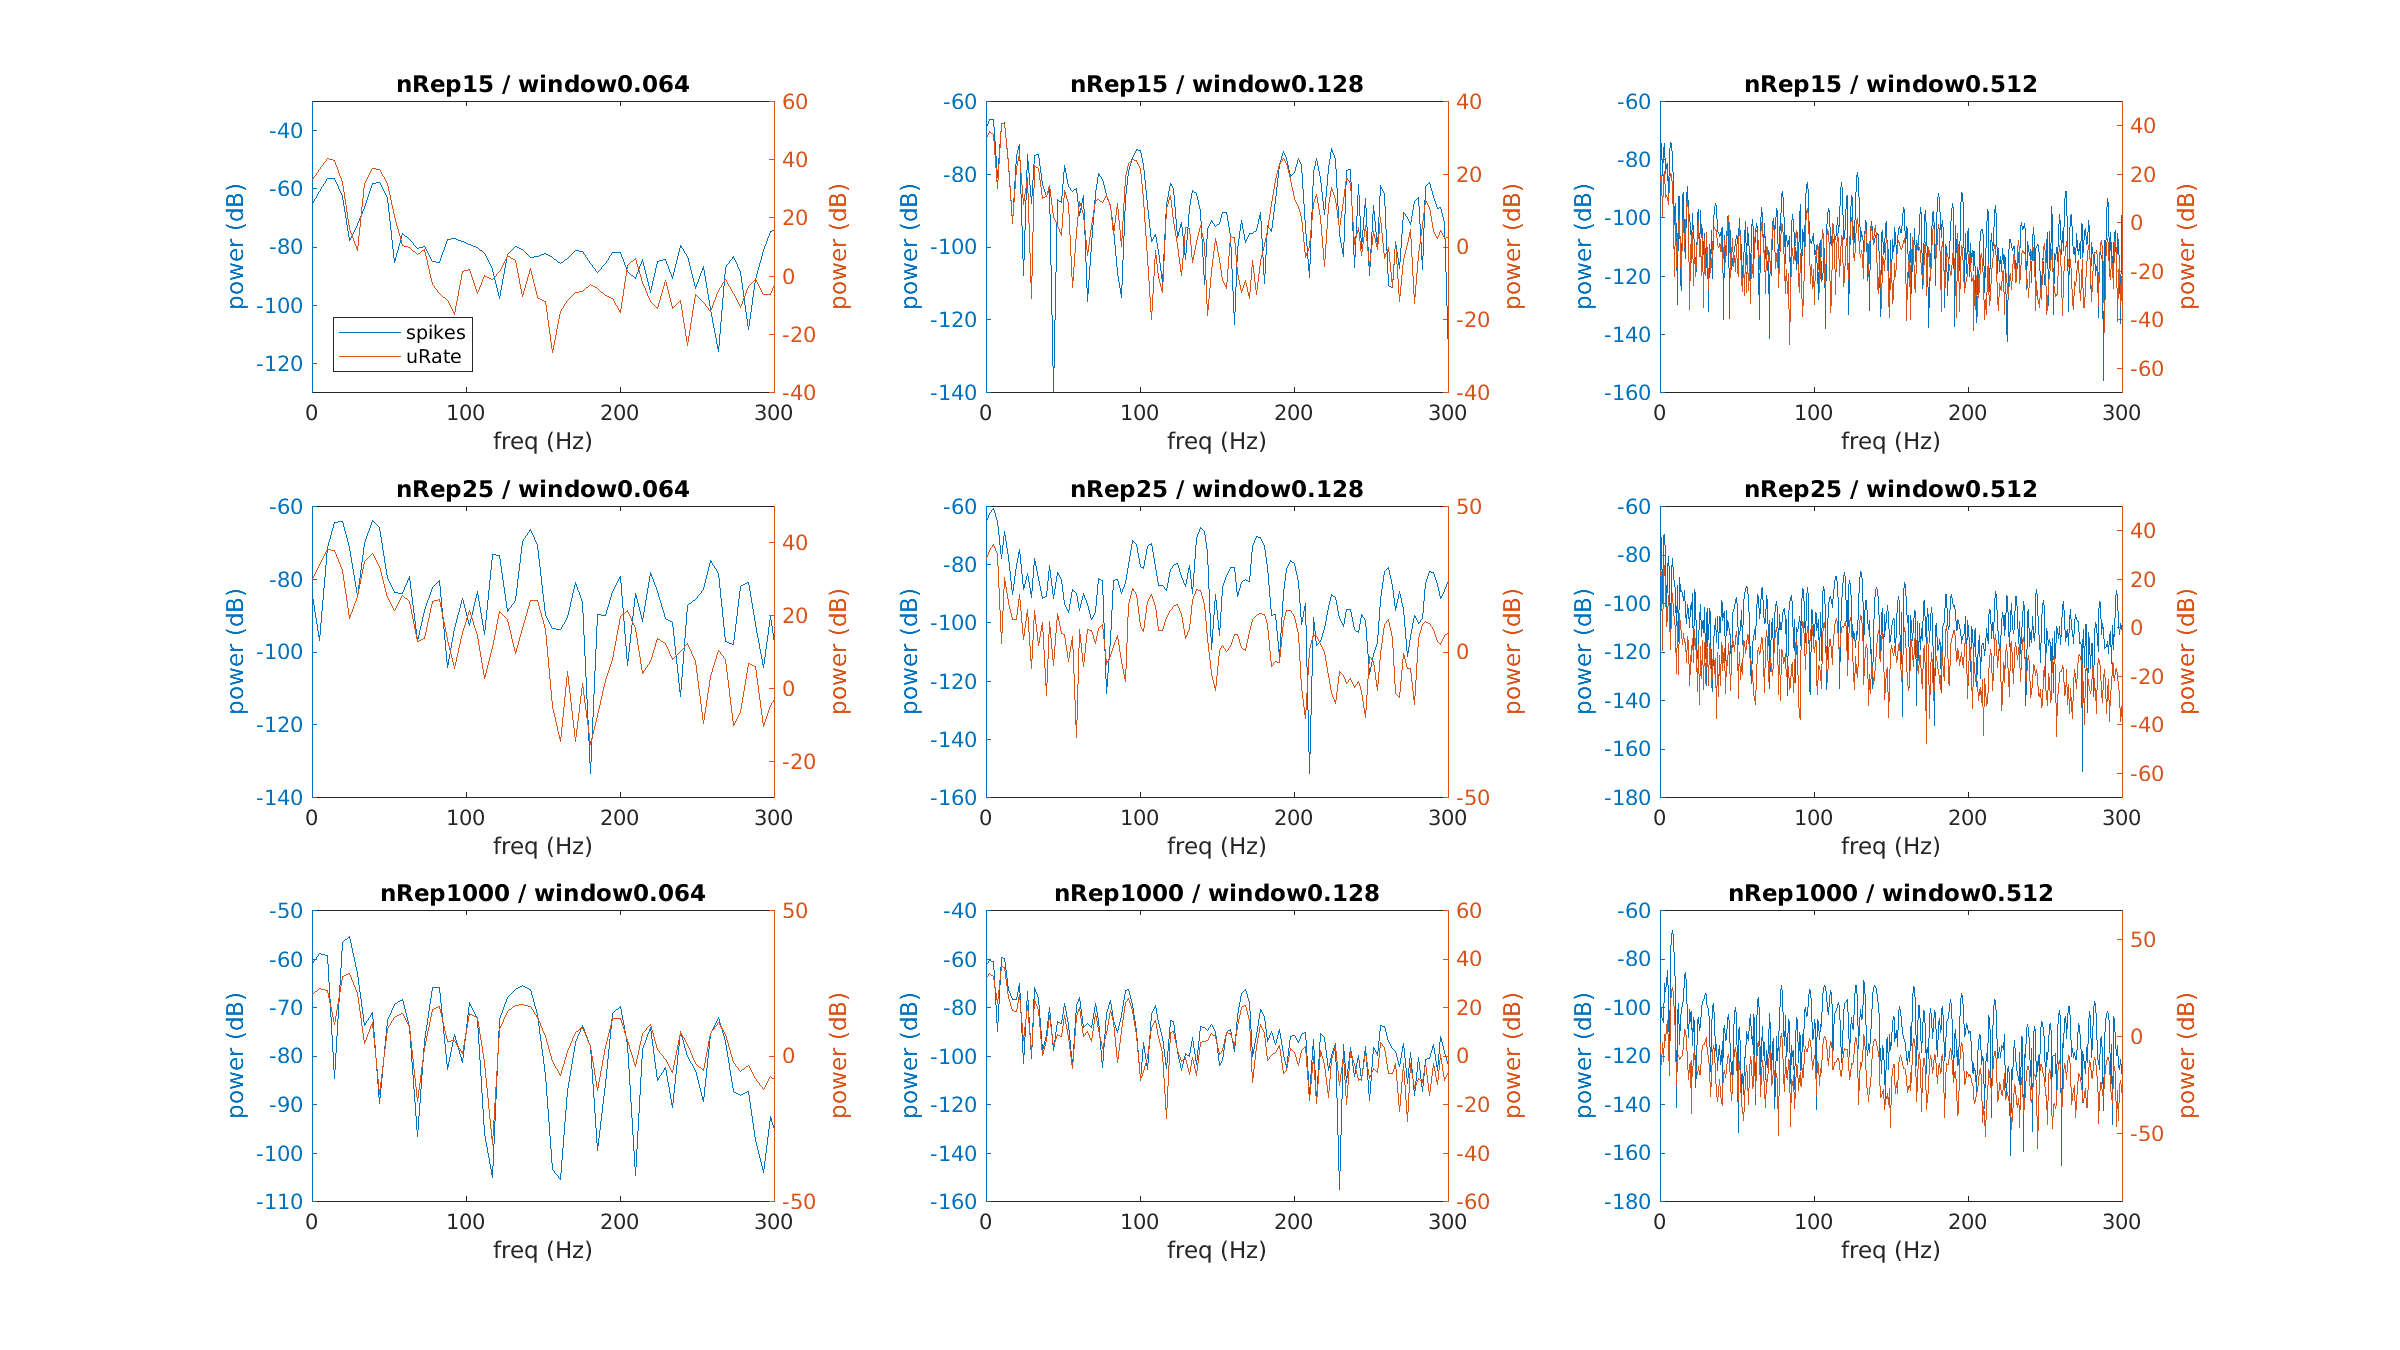 nRep15 / window0.064
-40
-60
-80
-100
-120
60
40
20
0
-20
-40
0 100 200 300
freq (Hz)
power (dB)
power (dB)
spikes
uRate
nRep15 / window0.128
-60
-80
-100
-120
-140
40
20
0
-20
-40
0 100 200 300
freq (Hz)
power (dB)
power (dB)
nRep15 / window0.512
-60
-80
-100
-120
-140
-160
40
20
0
-20
-40
-60
0 100 200 300
freq (Hz)
power (dB)
power (dB)
nRep25 / window0.064
-60
-80
-100
-120
-140
40
20
0
-20
0 100 200 300
freq (Hz)
power (dB)
power (dB)
nRep25 / window0.128
-60
-80
-100
-120
-140
-160
50
0
-50
0 100 200 300
freq (Hz)
power (dB)
power (dB)
nRep25 / window0.512
-60
-80
-100
-120
-140
-160
-180
40
20
0
-20
-40
-60
0 100 200 300
freq (Hz)
power (dB)
power (dB)
nRep1000 / window0.064
-50
-60
-70
-80
-90
-100
-110
50
0
-50
0 100 200 300
freq (Hz)
power (dB)
power (dB)
nRep1000 / window0.128
-40
-60
-80
-100
-120
-140
-160
60
40
20
0
-20
-40
-60
0 100 200 300
freq (Hz)
power (dB)
power (dB)
nRep1000 / window0.512
-60
-80
-100
-120
-140
-160
-180
50
0
-50
0 100 200 300
freq (Hz)
power (dB)
power (dB)